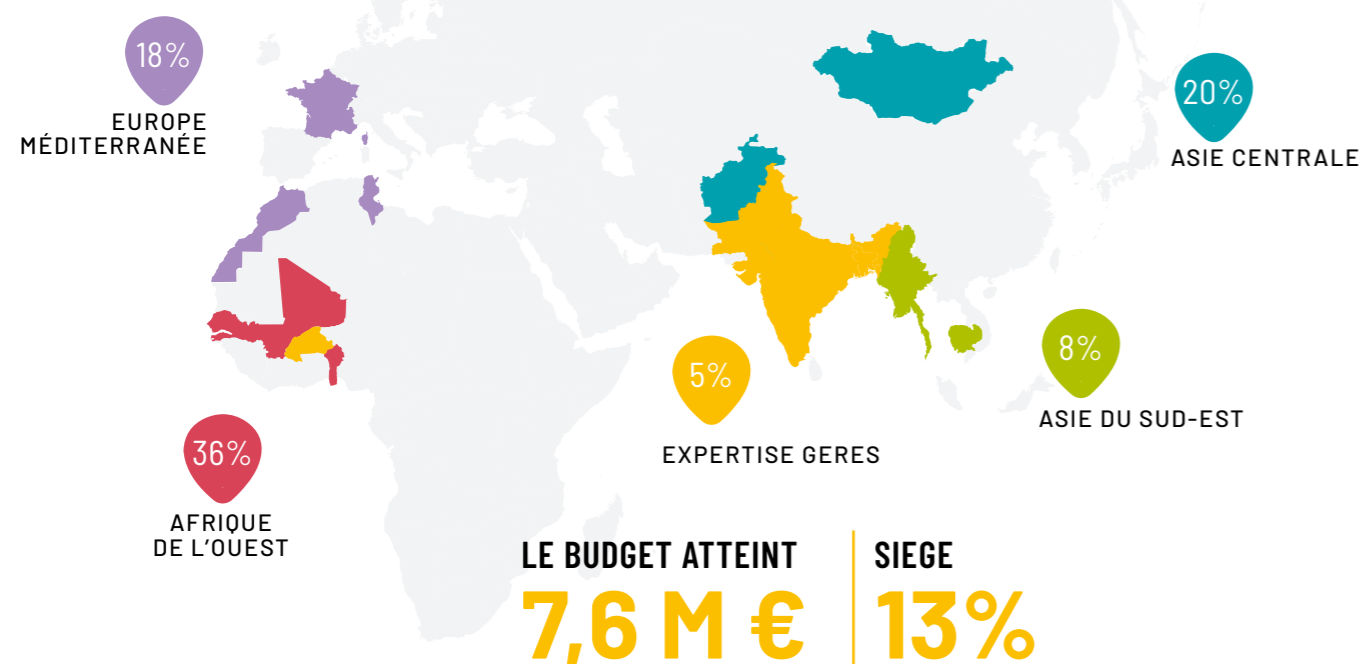 18%
EUROPE
MÉDITERRANÉE
20%
ASIE CENTRALE
5%
EXPERTISE GERES
8%
ASIE DU SUD-EST
36%
AFRIQUE
DE L’OUEST
LE BUDGET ATTEINT
7,6 M €
SIEGE
13%